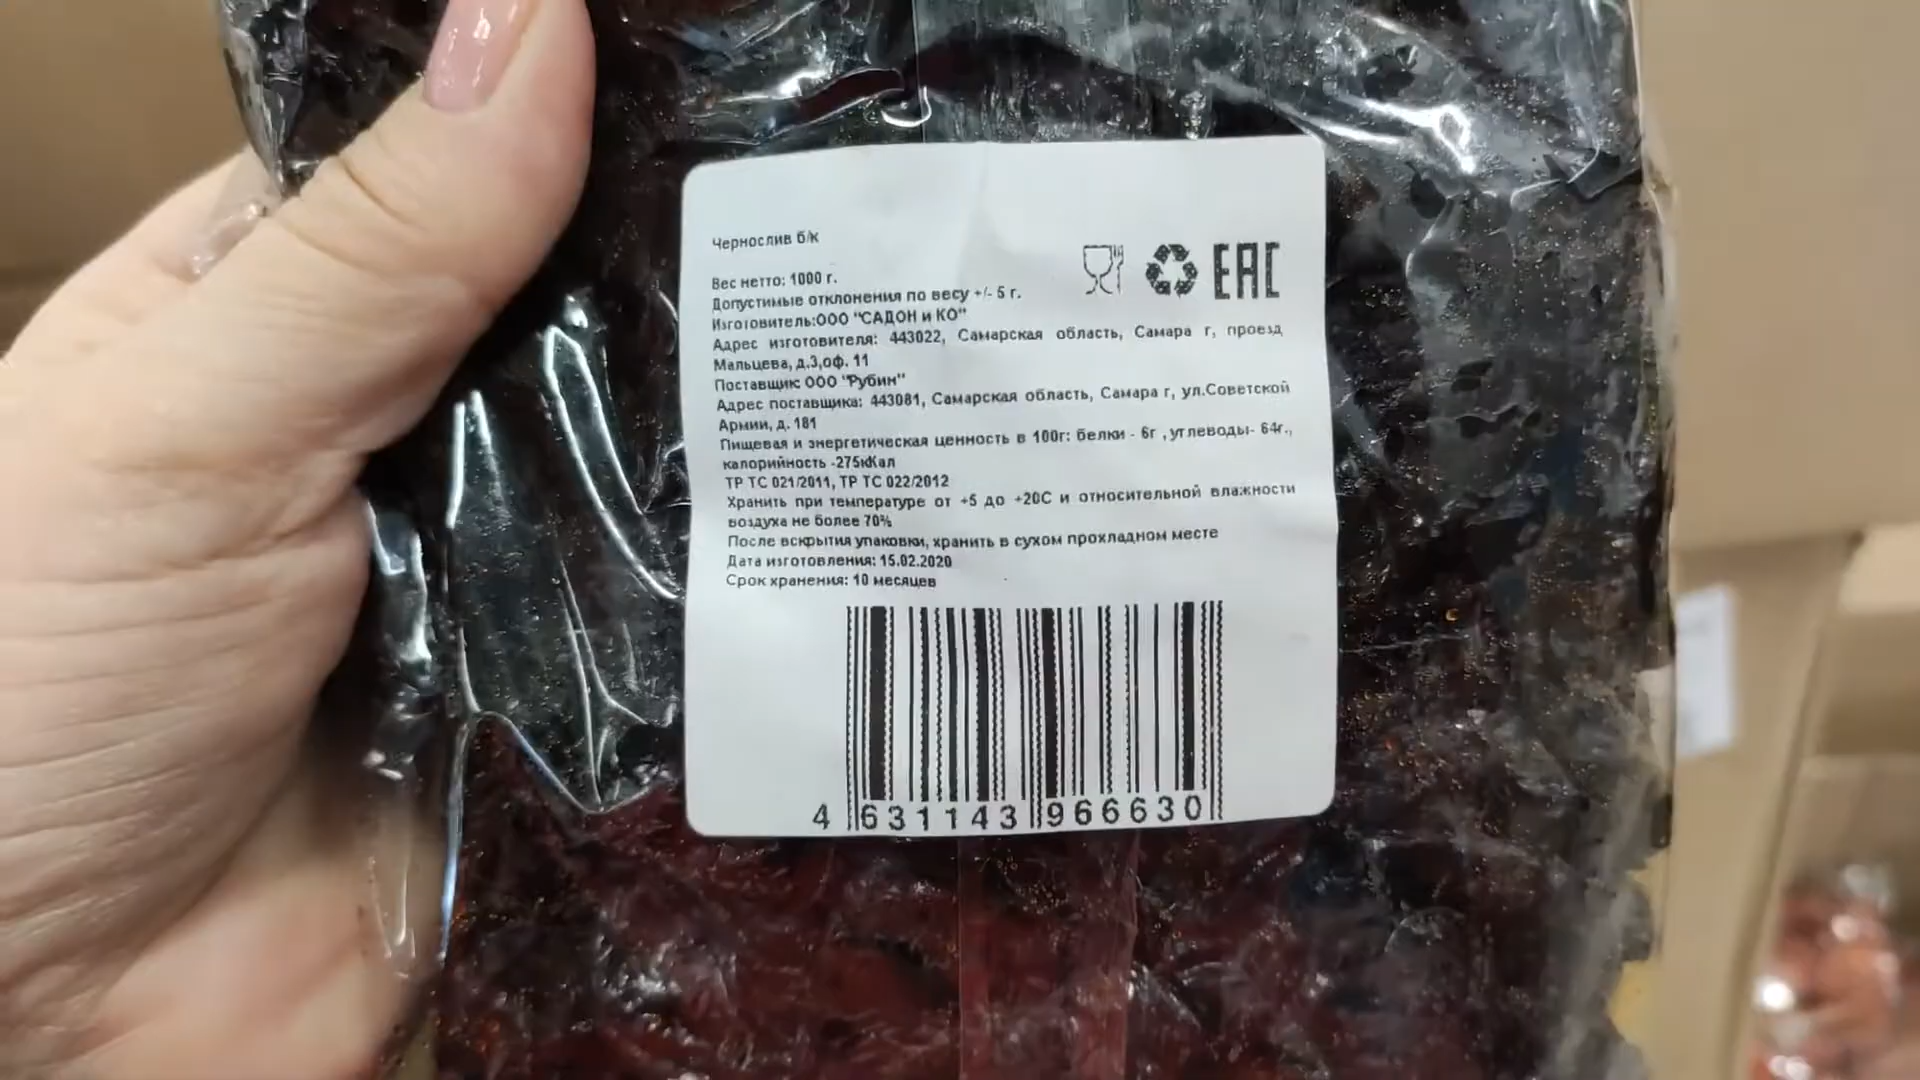 Чернослив б/к
EAC
Вес нетто: 1000 г.
Допустимые отклонения по весу +/- 5 г.
Изготовитель:ООО "САДОН и КО"
Адрес изготовителя: 443022, Самарская область, Самара г, проезд
Мальцева, д.3,оф. 11
Поставщик: ООО "Рубин"
Адрес поставщика: 443081, Самарская область, Самара г, ул.Советской
Армии, д. 181
Пищевая и энергетическая ценность в 100г: белки - 6г ,углеводы- 64г.,
калорийность -275кКал
ТР ТС 021/2011, ТР ТС 022/2012
Хранить при температуре от +5 до +20С и относительной влажности
воздуха не более 70%
После вскрытия упаковки, хранить в сухом прохладном месте
Дата изготовления: 15.02.2020
Срок хранения: 10 месяцев
4 631143 966630